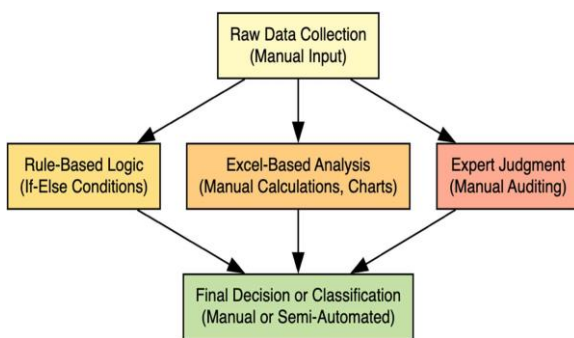 Raw Data Collection
(Manual Input)
Rule-Based Logic
(If-Else Conditions)
Excel-Based Analysis
(Manual Calculations, Charts)
Expert Judgment
(Manual Auditing)
Final Decision or Classification
(Manual or Semi-Automated)